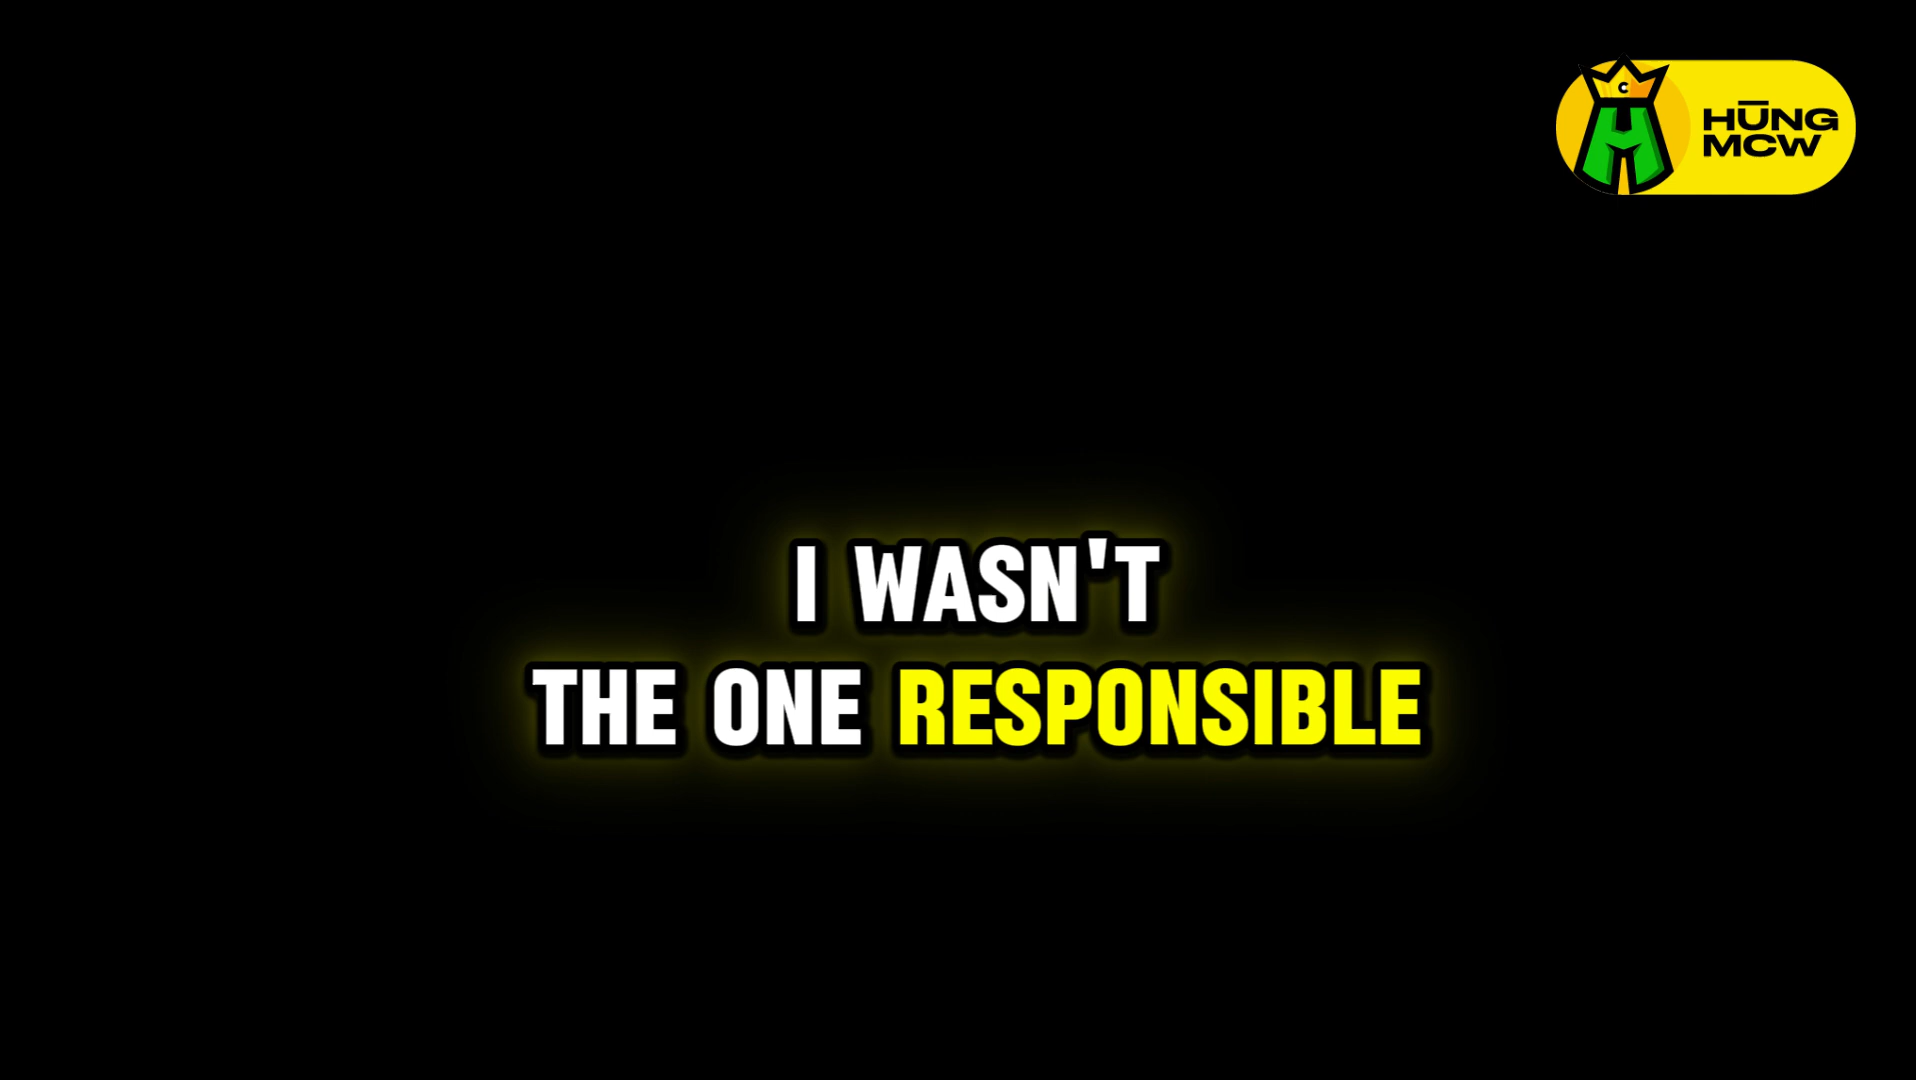 C
HŪNG
MCW
I WASN'T
THE ONE RESPONSIBLE